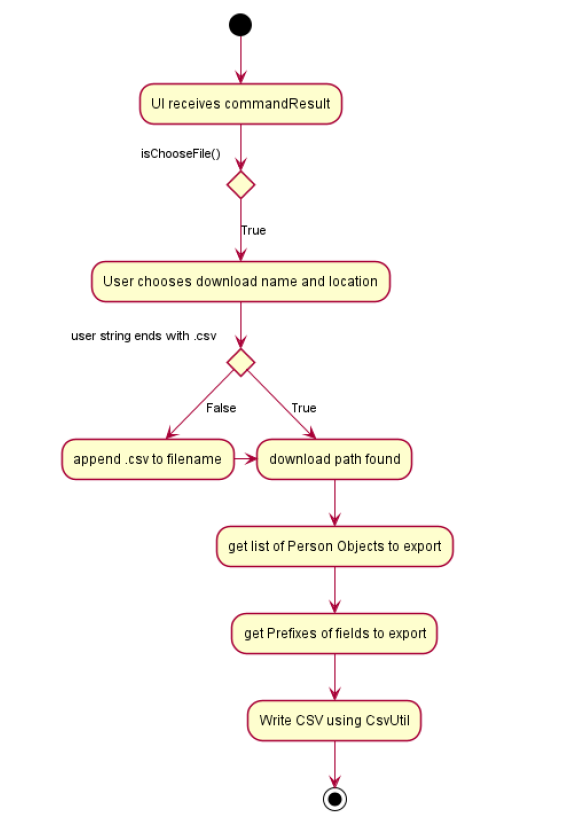 UI receives commandResult
isChooseFile()
True
User chooses download name and location
user string ends with .csv
False
True
append .csv to filename
download path found
get list of Person Objects to export
get Prefixes of fields to export
Write CSV using CsvUtil